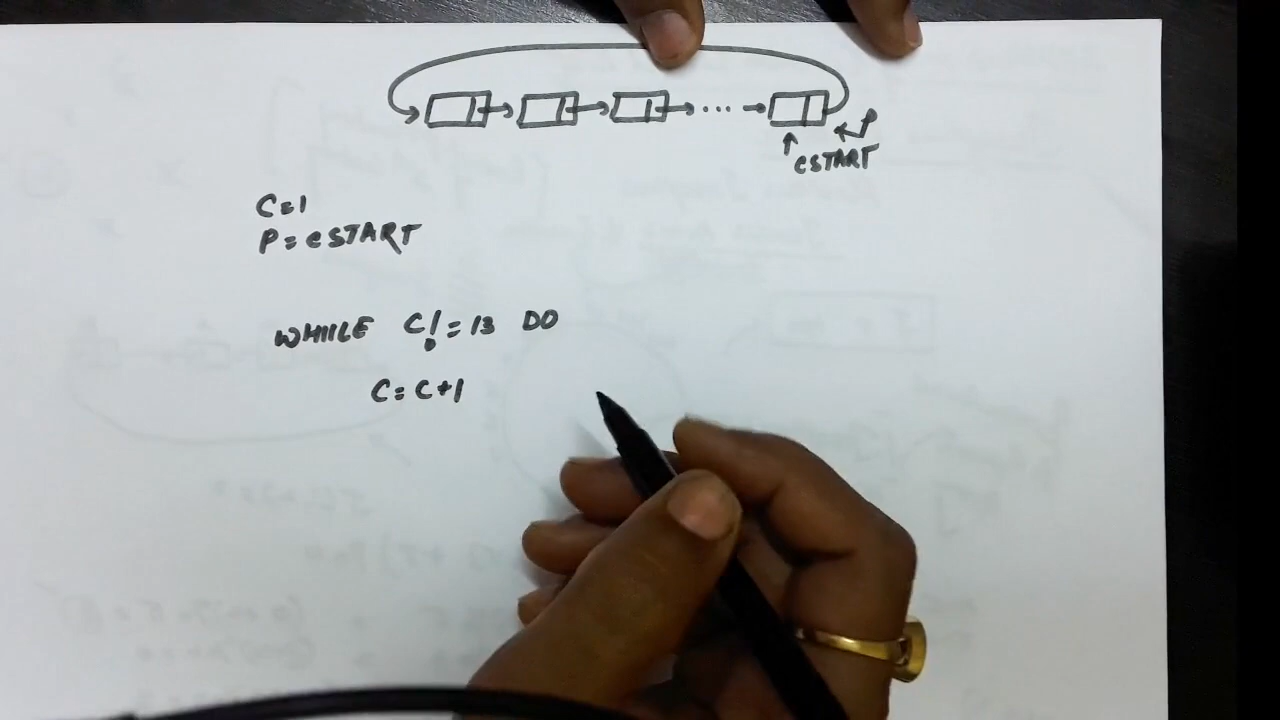 P
CSTART
C=1
P=CSTART
WHILE C!=13 DO
C=C+1